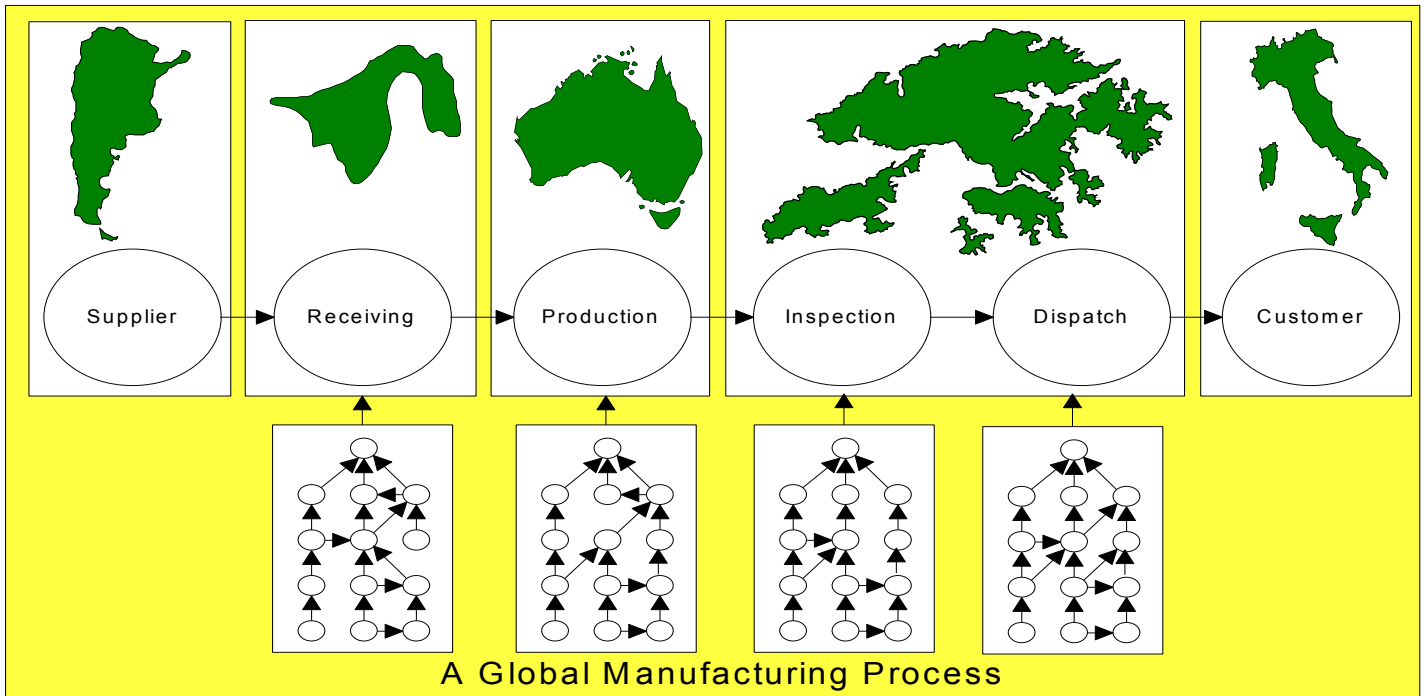 Supplier
Receiving
Production
Inspection
Dispatch
Customer
A Global Manufacturing Process